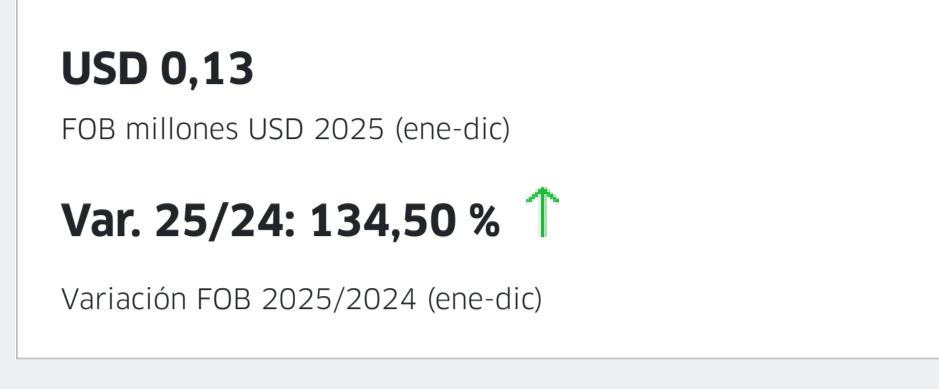 USD 0,13
FOB millones USD 2025 (ene-dic)
Var. 25/24: 134,50 %
Variación FOB 2025/2024 (ene-dic)